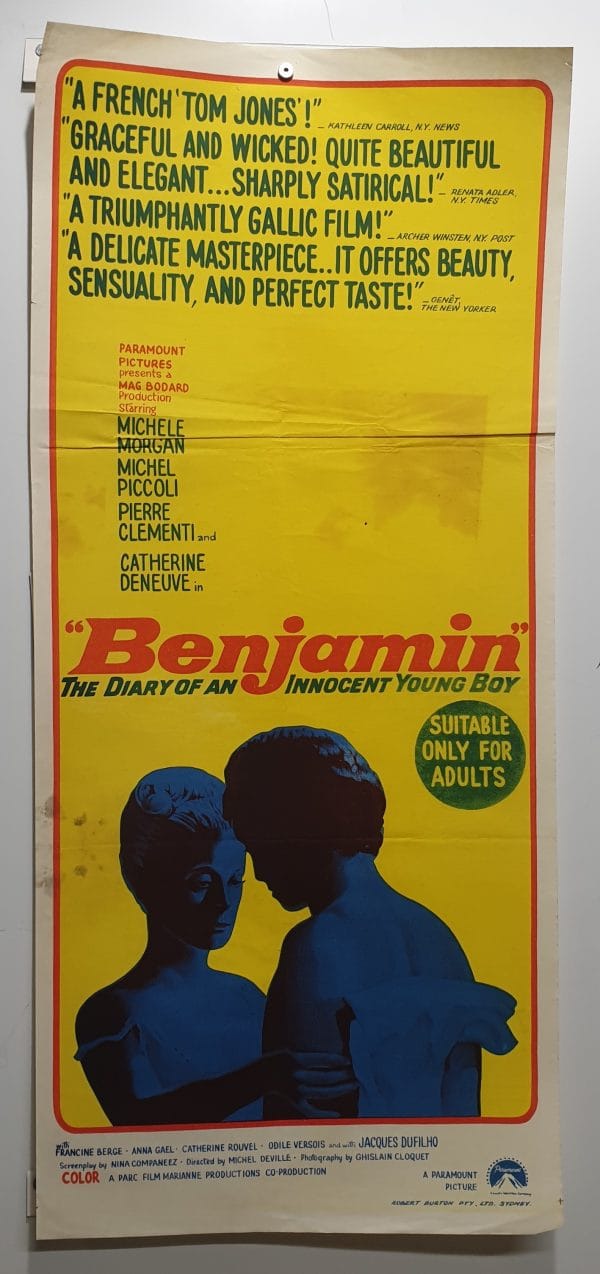 "A FRENCH 'TOM JONES'!" _ KATHLEEN CARROLL, N.Y. NEWS
"GRACEFUL AND WICKED! QUITE BEAUTIFUL
AND ELEGANT...SHARPLY SATIRICAL!" _ RENATA ADLER,
N.Y. TIMES
"A TRIUMPHANTLY GALLIC FILM!" _ ARCHER WINSTEN, N.Y. POST
"A DELICATE MASTERPIECE..IT OFFERS BEAUTY,
SENSUALITY, AND PERFECT TASTE!" _ GENÊT,
THE NEW YORKER
PARAMOUNT
PICTURES
presents a
MAG BODARD
Production
Starring
MICHELE
MORGAN
MICHEL
PICCOLI
PIERRE
CLEMENTI and
CATHERINE
DENEUVE in
"Benjamin"
THE DIARY OF AN INNOCENT YOUNG BOY
SUITABLE
ONLY FOR
ADULTS
with
FRANCINE BERGE · ANNA GAEL · CATHERINE ROUVEL · ODILE VERSOIS and with JACQUES DUFILHO
Screenplay by NINA COMPANEEZ · Directed by MICHEL DEVILLE · Photography by GHISLAIN CLOQUET
COLOR A PARC FILM MARIANNE PRODUCTIONS CO-PRODUCTION
A PARAMOUNT
PICTURE
Paramount
ROBERT BURTON PTY, LTD. SYDNEY.